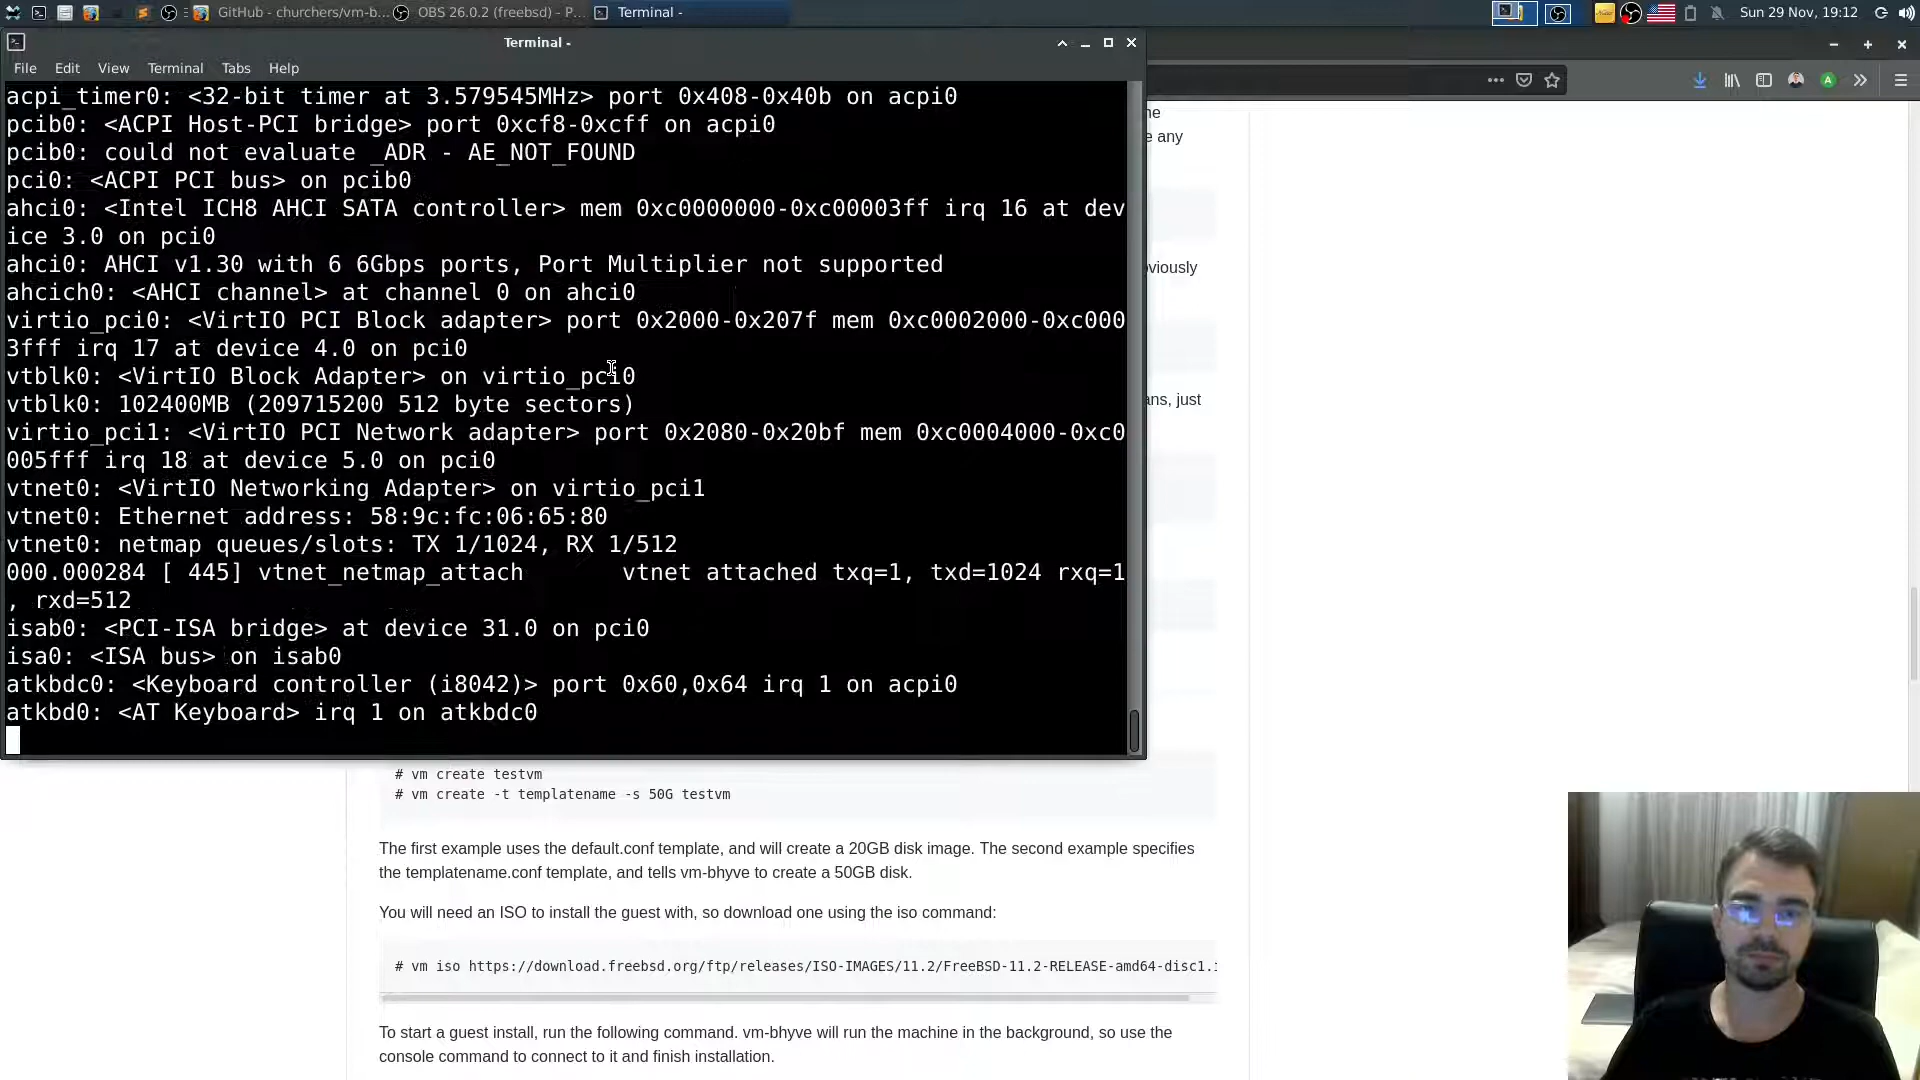 GitHub - churchers/vm-b...
OBS 26.0.2 (freebsd) - P...
Terminal -
Sun 29 Nov, 19:12
Terminal -
File Edit View Terminal Tabs Help
acpi_timer0: <32-bit timer at 3.579545MHz> port 0x408-0x40b on acpi0
pcib0: <ACPI Host-PCI bridge> port 0xcf8-0xcff on acpi0
pcib0: could not evaluate _ADR - AE_NOT_FOUND
pci0: <ACPI PCI bus> on pcib0
ahci0: <Intel ICH8 AHCI SATA controller> mem 0xc0000000-0xc00003ff irq 16 at dev
ice 3.0 on pci0
ahci0: AHCI v1.30 with 6 6Gbps ports, Port Multiplier not supported
ahcich0: <AHCI channel> at channel 0 on ahci0
virtio_pci0: <VirtIO PCI Block adapter> port 0x2000-0x207f mem 0xc0002000-0xc000
3fff irq 17 at device 4.0 on pci0
vtblk0: <VirtIO Block Adapter> on virtio_pci0
vtblk0: 102400MB (209715200 512 byte sectors)
virtio_pci1: <VirtIO PCI Network adapter> port 0x2080-0x20bf mem 0xc0004000-0xc0
005fff irq 18 at device 5.0 on pci0
vtnet0: <VirtIO Networking Adapter> on virtio_pci1
vtnet0: Ethernet address: 58:9c:fc:06:65:80
vtnet0: netmap queues/slots: TX 1/1024, RX 1/512
000.000284 [ 445] vtnet_netmap_attach       vtnet attached txq=1, txd=1024 rxq=1
, rxd=512
isab0: <PCI-ISA bridge> at device 31.0 on pci0
isa0: <ISA bus> on isab0
atkbdc0: <Keyboard controller (i8042)> port 0x60,0x64 irq 1 on acpi0
atkbd0: <AT Keyboard> irq 1 on atkbdc0
ne
e any
viously
ans, just
# vm create testvm
# vm create -t templatename -s 50G testvm
The first example uses the default.conf template, and will create a 20GB disk image. The second example specifies
the templatename.conf template, and tells vm-bhyve to create a 50GB disk.
You will need an ISO to install the guest with, so download one using the iso command:
# vm iso https://download.freebsd.org/ftp/releases/ISO-IMAGES/11.2/FreeBSD-11.2-RELEASE-amd64-disc1.i
To start a guest install, run the following command. vm-bhyve will run the machine in the background, so use the
console command to connect to it and finish installation.